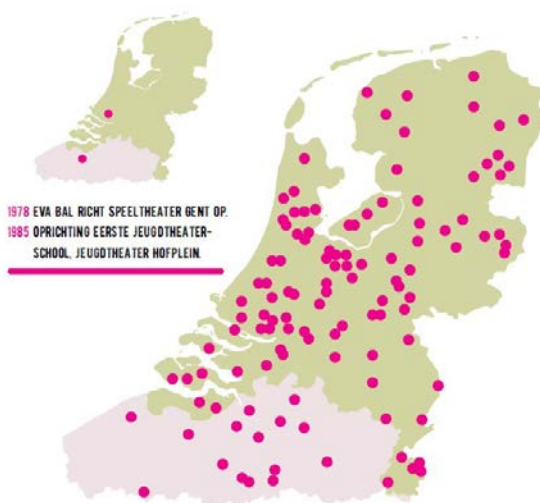 1978 EVA BAL RICHT SPEELTHEATER GENT OP.
1985 OPRICHTING EERSTE JEUGDTHEATER-
SCHOOL, JEUGDTHEATER HOFPLEIN.